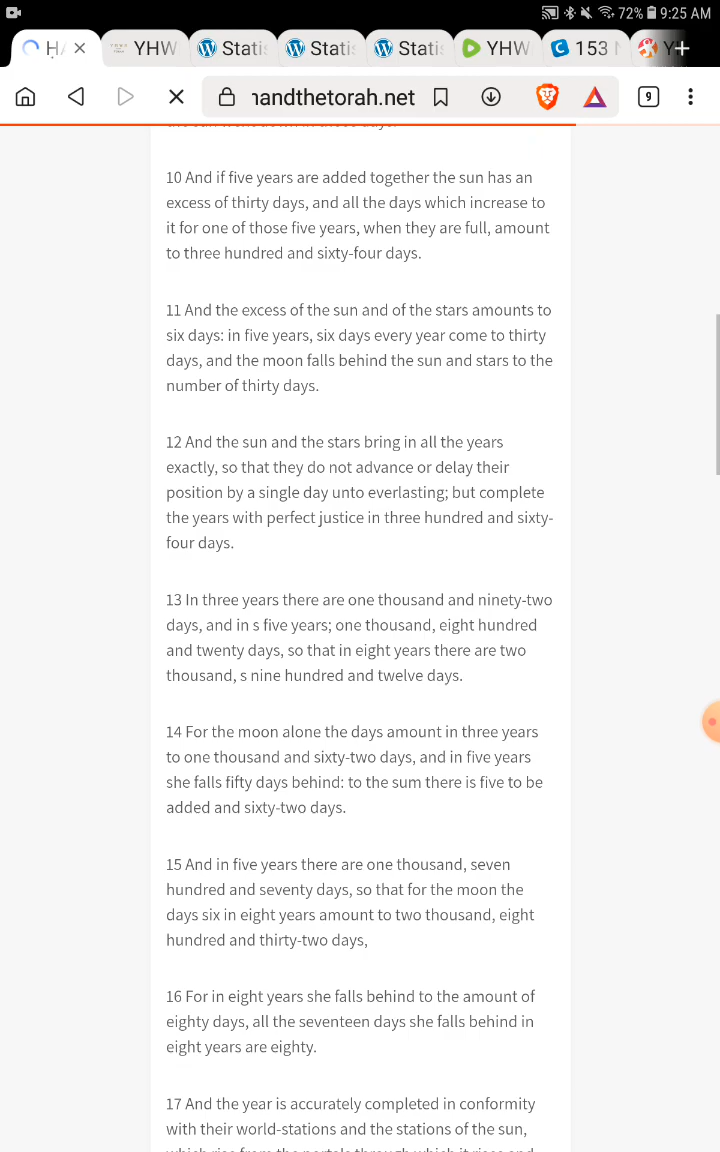 72% 9:25 AM
YHW Statis Statis Statis YHW 153
nandthetorah.net 9
10 And if five years are added together the sun has an
excess of thirty days, and all the days which increase to
it for one of those five years, when they are full, amount
to three hundred and sixty-four days.
11 And the excess of the sun and of the stars amounts to
six days: in five years, six days every year come to thirty
days, and the moon falls behind the sun and stars to the
number of thirty days.
12 And the sun and the stars bring in all the years
exactly, so that they do not advance or delay their
position by a single day unto everlasting; but complete
the years with perfect justice in three hundred and sixty-
four days.
13 In three years there are one thousand and ninety-two
days, and in s five years; one thousand, eight hundred
and twenty days, so that in eight years there are two
thousand, s nine hundred and twelve days.
14 For the moon alone the days amount in three years
to one thousand and sixty-two days, and in five years
she falls fifty days behind: to the sum there is five to be
added and sixty-two days.
15 And in five years there are one thousand, seven
hundred and seventy days, so that for the moon the
days six in eight years amount to two thousand, eight
hundred and thirty-two days,
16 For in eight years she falls behind to the amount of
eighty days, all the seventeen days she falls behind in
eight years are eighty.
17 And the year is accurately completed in conformity
with their world-stations and the stations of the sun,